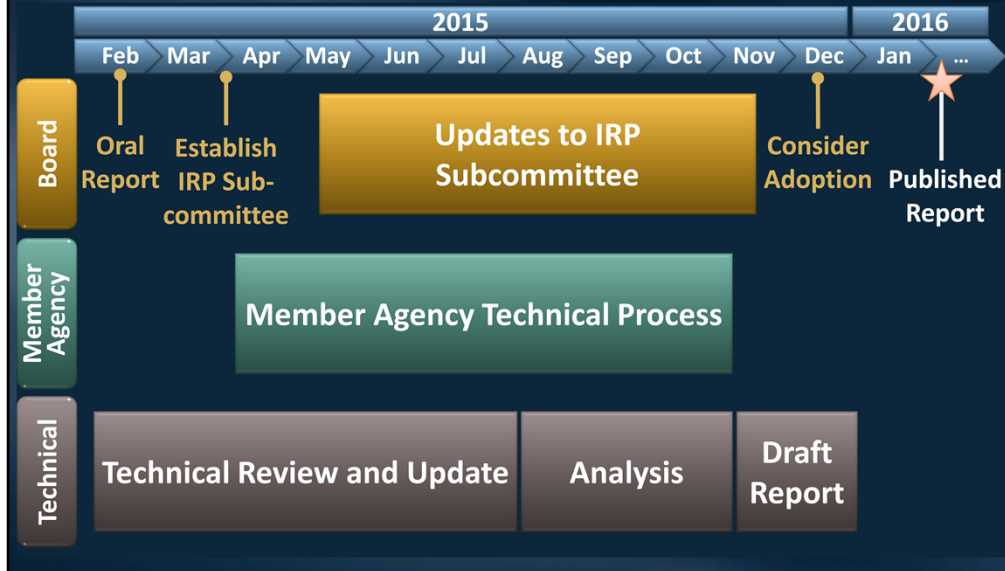 2015
2016
Feb
Mar
Apr
May
Jun
Jul
Aug
Sep
Oct
Nov
Dec
Jan
...
Board
Oral
Report
Establish
IRP Sub-
committee
Updates to IRP
Subcommittee
Consider
Adoption
Published
Report
Member
Agency
Member Agency Technical Process
Technical
Technical Review and Update
Analysis
Draft
Report